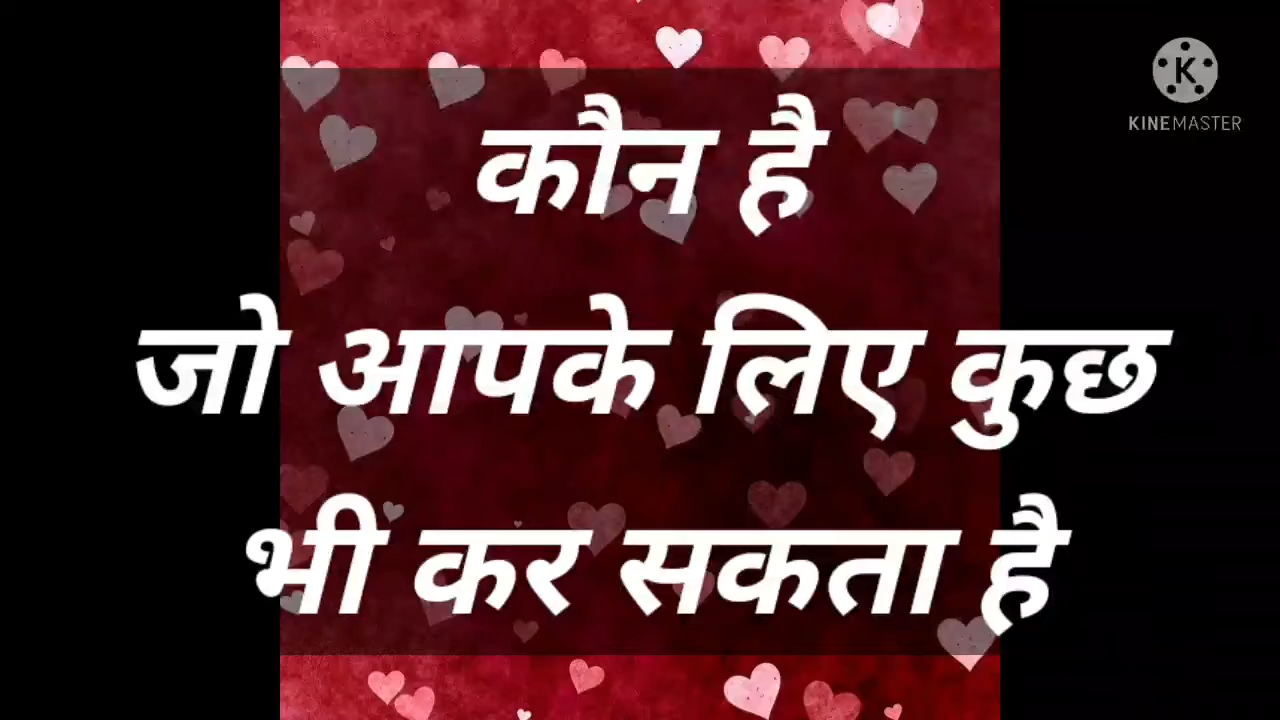 कौन है
जो आपके लिए कुछ
भी कर सकता है
KINEMASTER